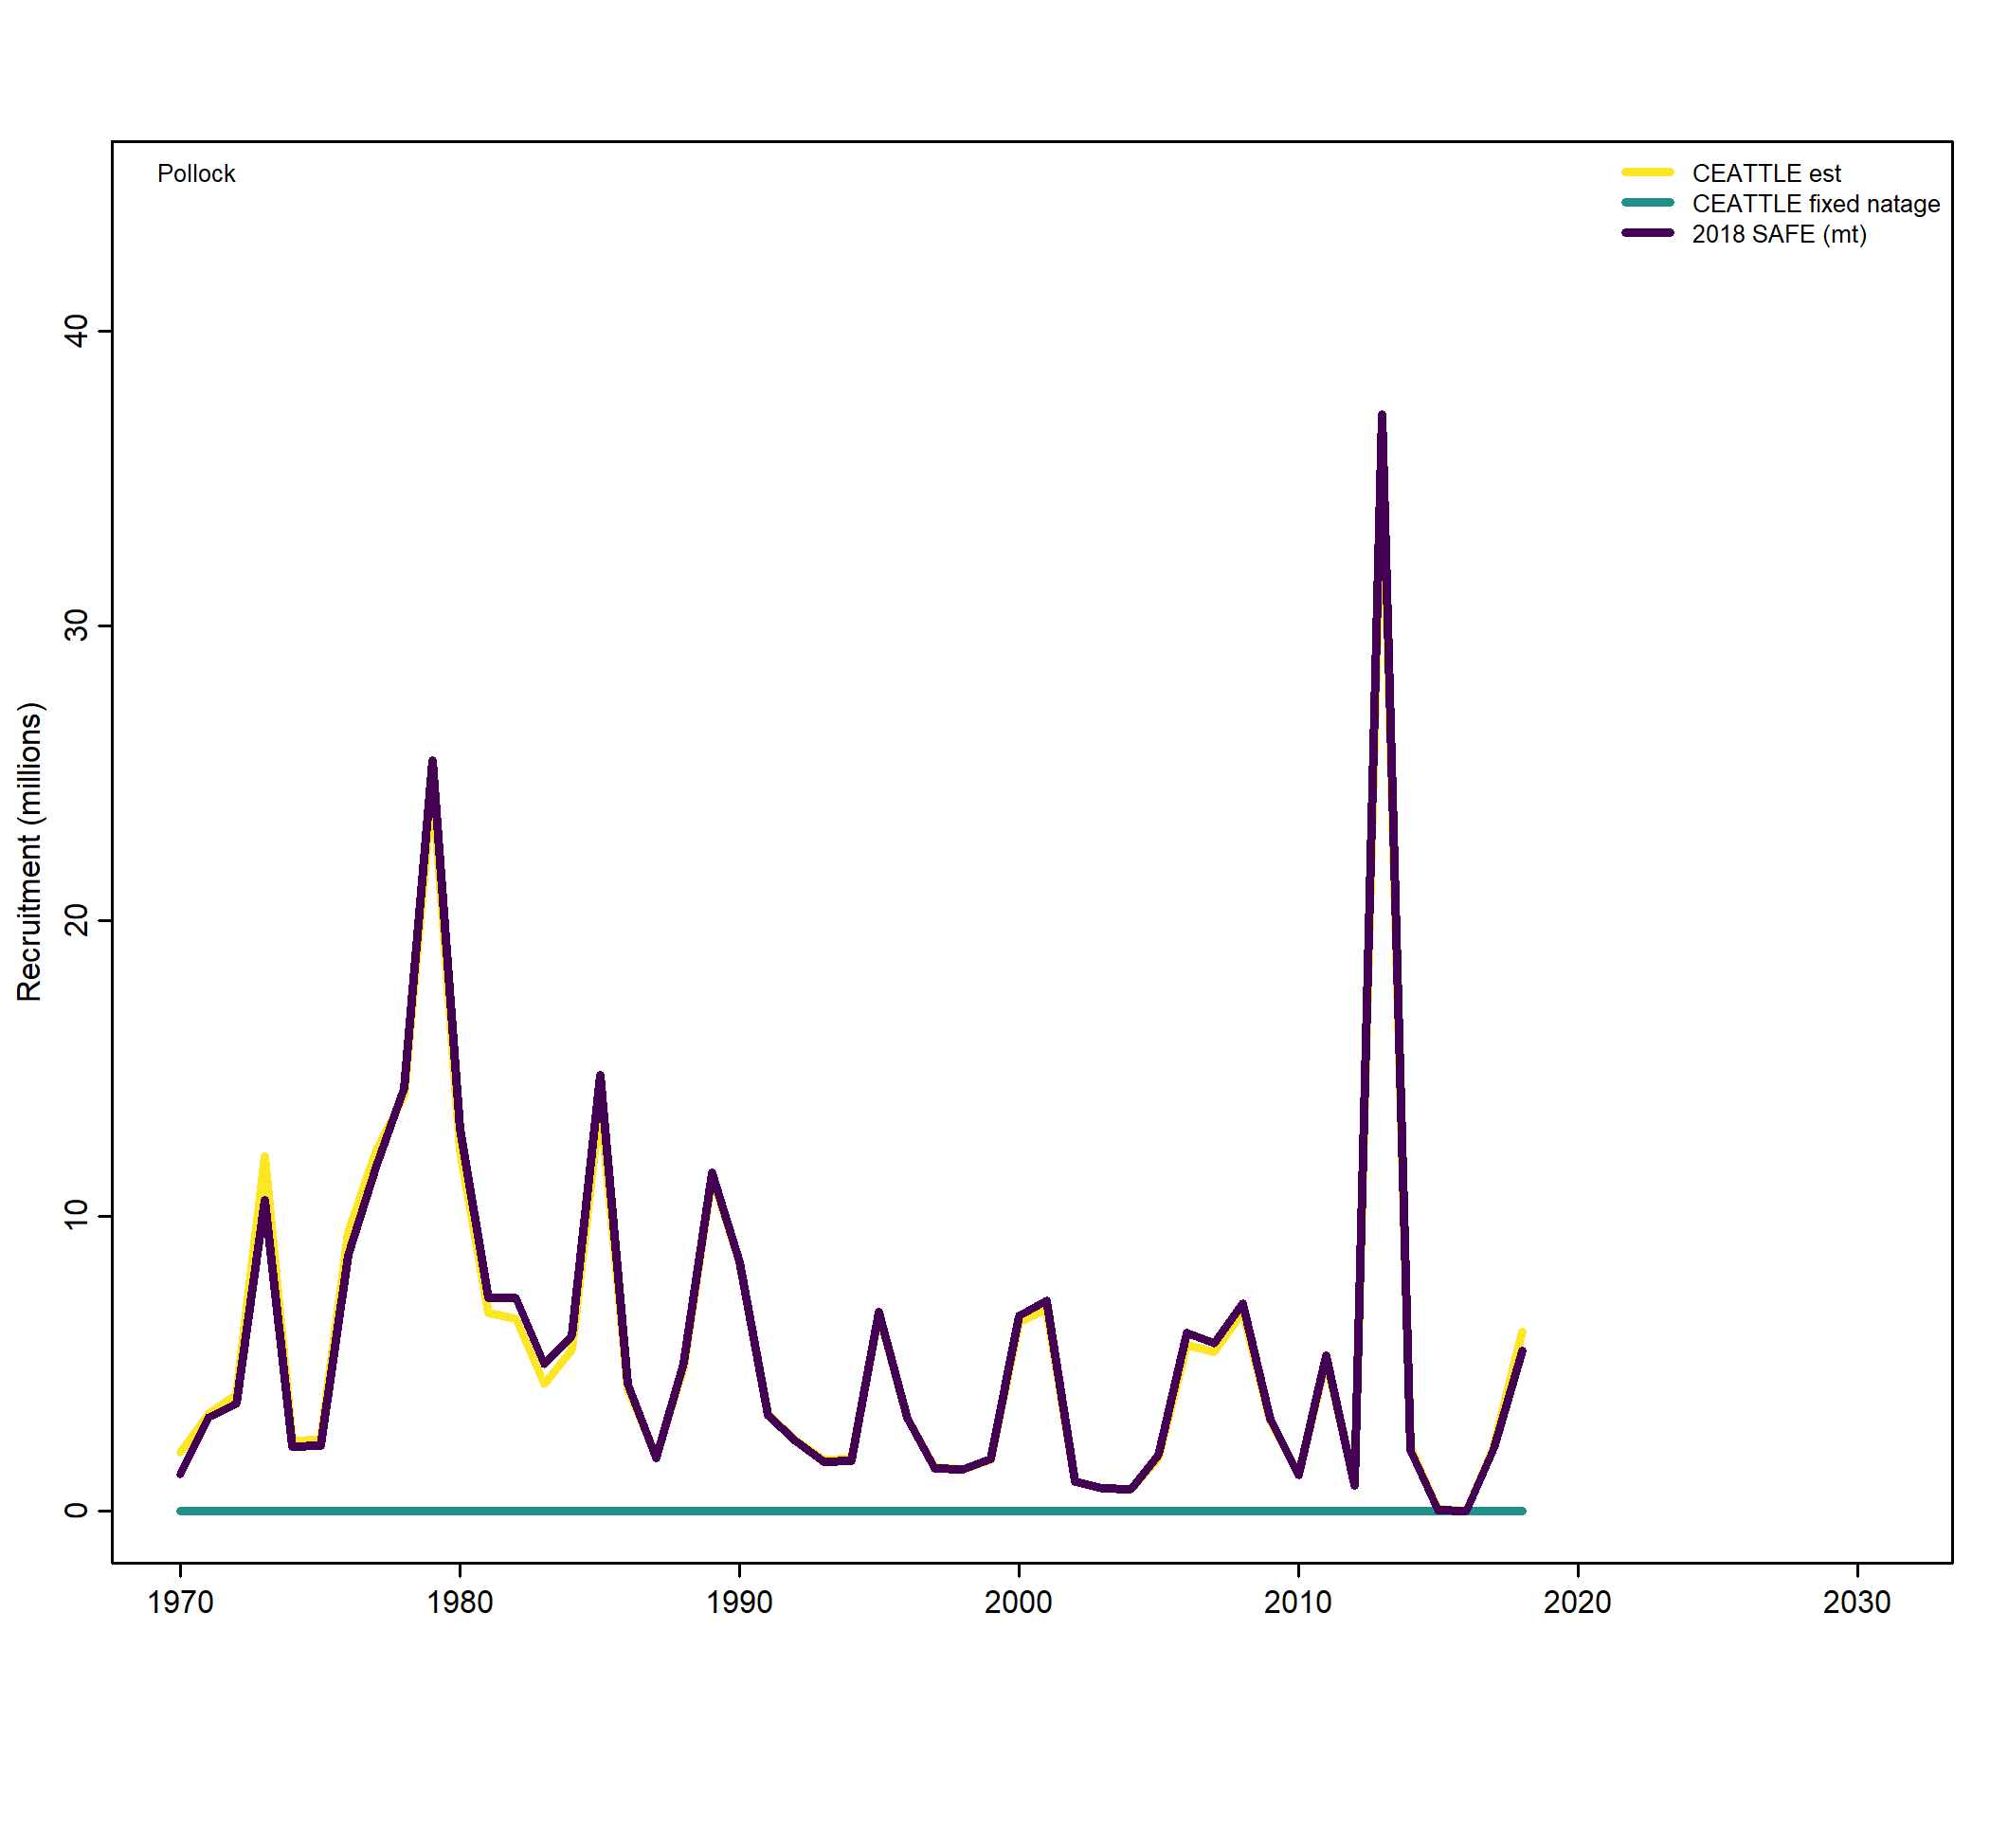 Pollock
CEATTLE est
CEATTLE fixed natage
2018 SAFE (mt)
Recruitment (millions)
40
30
20
10
0
1970 1980 1990 2000 2010 2020 2030